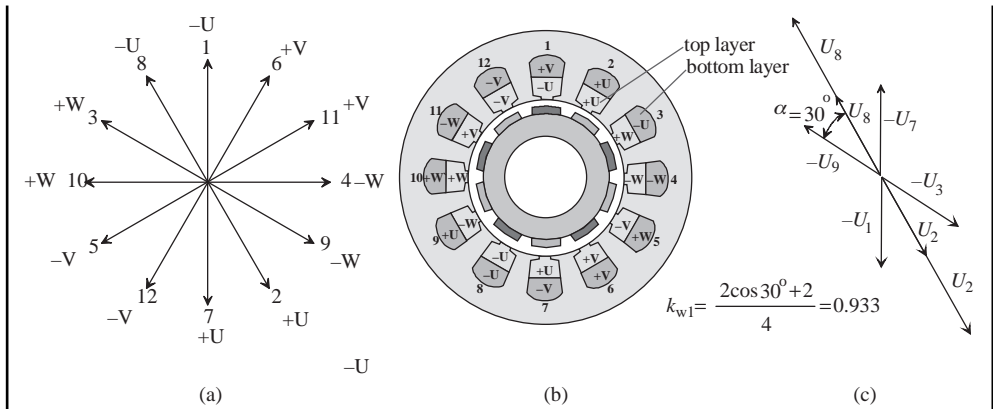 –U
1
–U
8
6
+V
+W
3
11
+V
+W
10
4
–W
5
–V
9
–W
12
–V
7
+U
2
+U
–U
(a)
1
+V
–U
2
+U
+U
3
–U
+W
4
–W
–W
5
–V
+W
6
+V
+V
7
+U
–V
8
–U
–U
9
–W
+U
10
+W
+W
11
–W
+V
12
–V
–V
top layer
bottom layer
(b)
U8
U8
α=30°
–U7
–U9
–U3
–U1
U2
U2
kw1= 2cos30°+2 / 4 =0.933
(c)